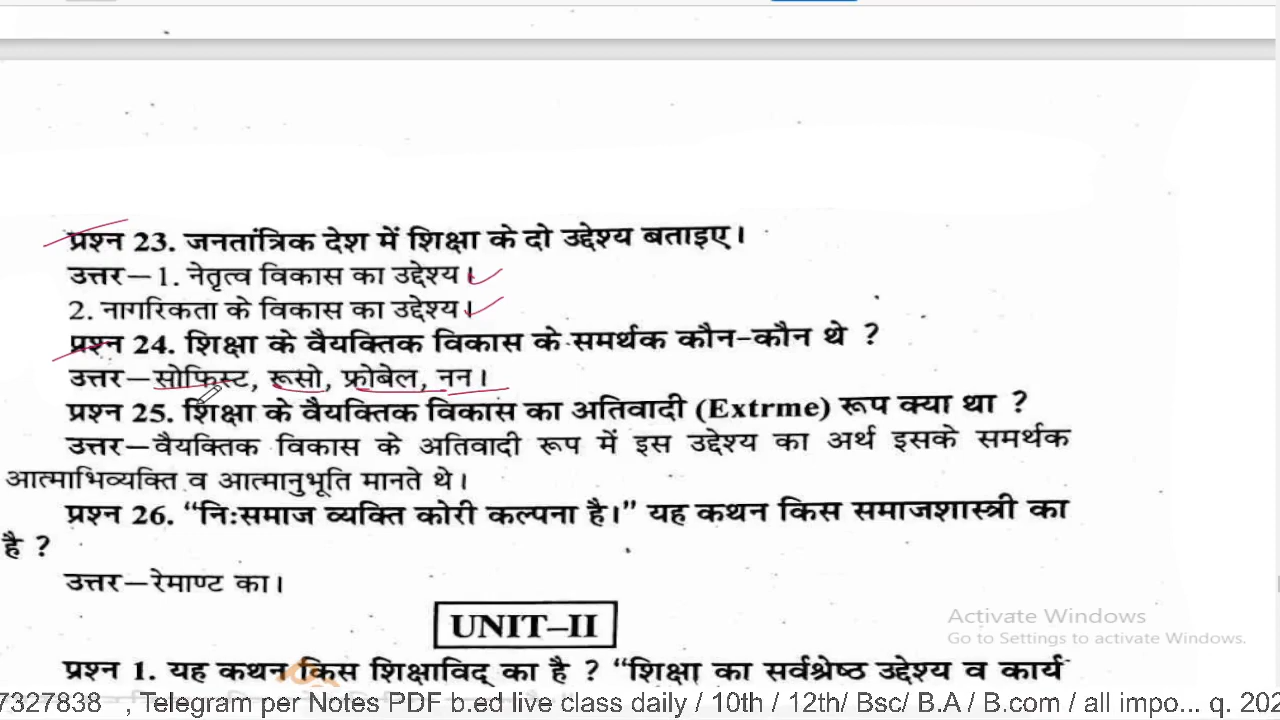 प्रश्न 23. जनतांत्रिक देश में शिक्षा के दो उद्देश्य बताइए।
उत्तर–1. नेतृत्व विकास का उद्देश्य।
2. नागरिकता के विकास का उद्देश्य।
प्रश्न 24. शिक्षा के वैयक्तिक विकास के समर्थक कौन-कौन थे ?
उत्तर–सोफिस्ट, रूसो, फ्रोबेल, नन।
प्रश्न 25. शिक्षा के वैयक्तिक विकास का अतिवादी (Extrme) रूप क्या था ?
उत्तर–वैयक्तिक विकास के अतिवादी रूप में इस उद्देश्य का अर्थ इसके समर्थक
आत्माभिव्यक्ति व आत्मानुभूति मानते थे।
प्रश्न 26. “निःसमाज व्यक्ति कोरी कल्पना है।” यह कथन किस समाजशास्त्री का
है ?
उत्तर–रेमाण्ट का।
UNIT–II
Activate Windows
Go to Settings to activate Windows.
प्रश्न 1. यह कथन किस शिक्षाविद् का है ? “शिक्षा का सर्वश्रेष्ठ उद्देश्य व कार्य
7327838 , Telegram per Notes PDF b.ed live class daily / 10th / 12th/ Bsc/ B.A / B.com / all impo... q. 202